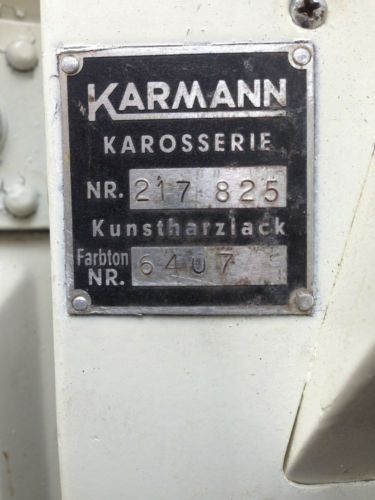 KARMANN
KAROSSERIE
NR. 217 825
Kunstharzlack
Farbton
NR. 6407